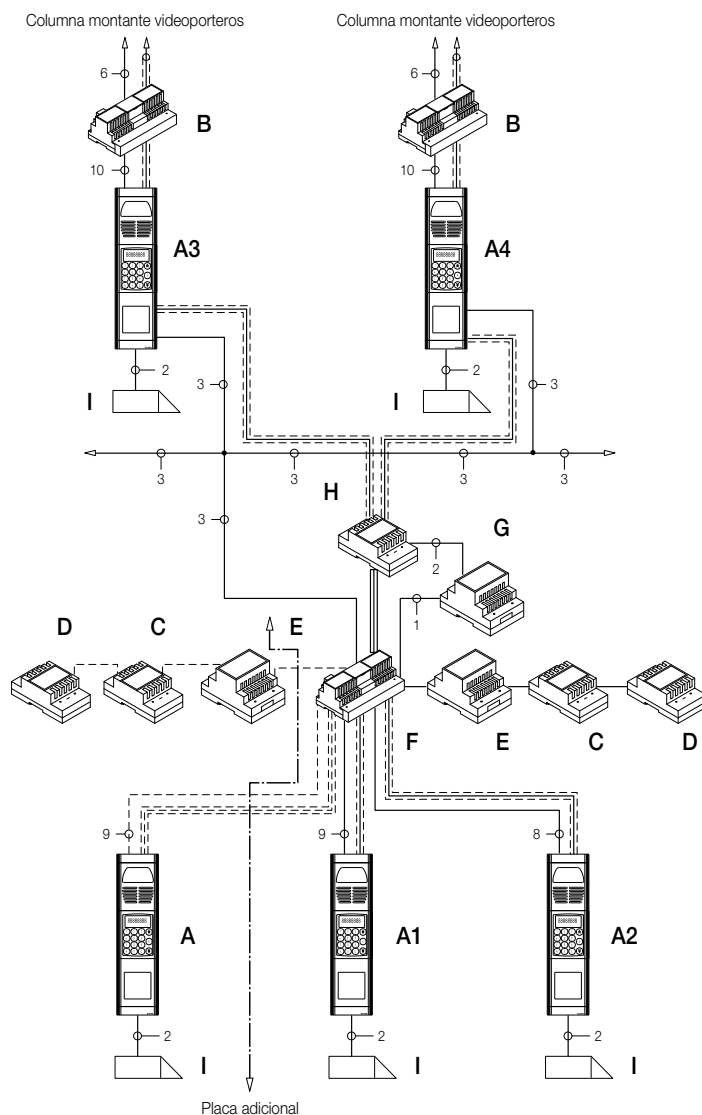 Columna montante videoporteros
Columna montante videoporteros
6
6
B
B
10
10
A3
A4
2
2
I
3
I
3
3
3
3
3
H
3
G
2
1
D
C
E
F
E
C
D
9
9
8
A
A1
A2
2
2
2
I
I
I
Placa adicional